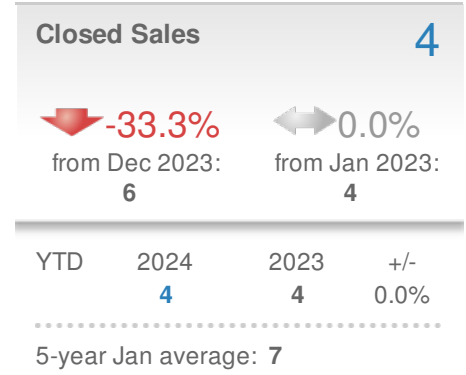 Closed Sales 4
-33.3% 0.0%
from Dec 2023: from Jan 2023:
6 4
YTD 2024 2023 +/-
4 4 0.0%
5-year Jan average: 7